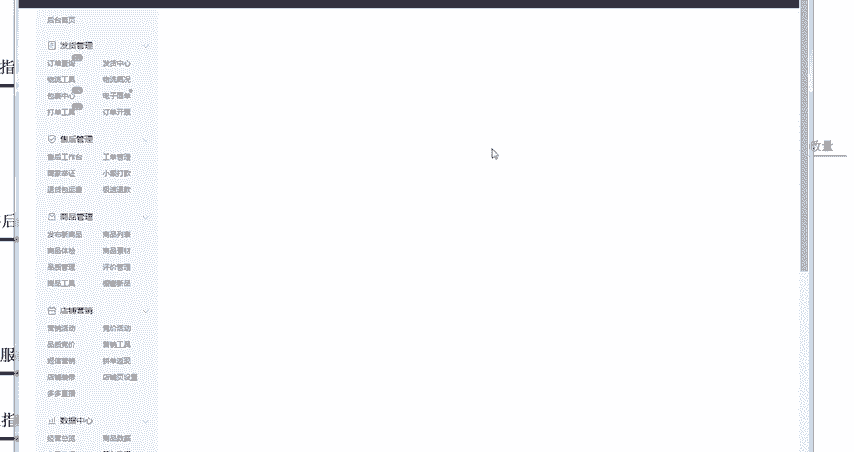 后台首页
发货管理
订单查询 发货中心
物流工具 物流概况
包裹中心 电子面单
打单工具 订单开票
售后管理
售后工作台 工单管理
商家举证 小额打款
退货包运费 极速退款
商品管理
发布新商品 商品列表
商品体检 商品素材
品质管理 评价管理
商品工具
店铺营销
营销活动 竞价活动
品质竞价 营销工具
短信营销 拼单返现
店铺装修 店铺页设置
多多直播
数据中心
经营总览 商品数据
指
后
服
指
数量